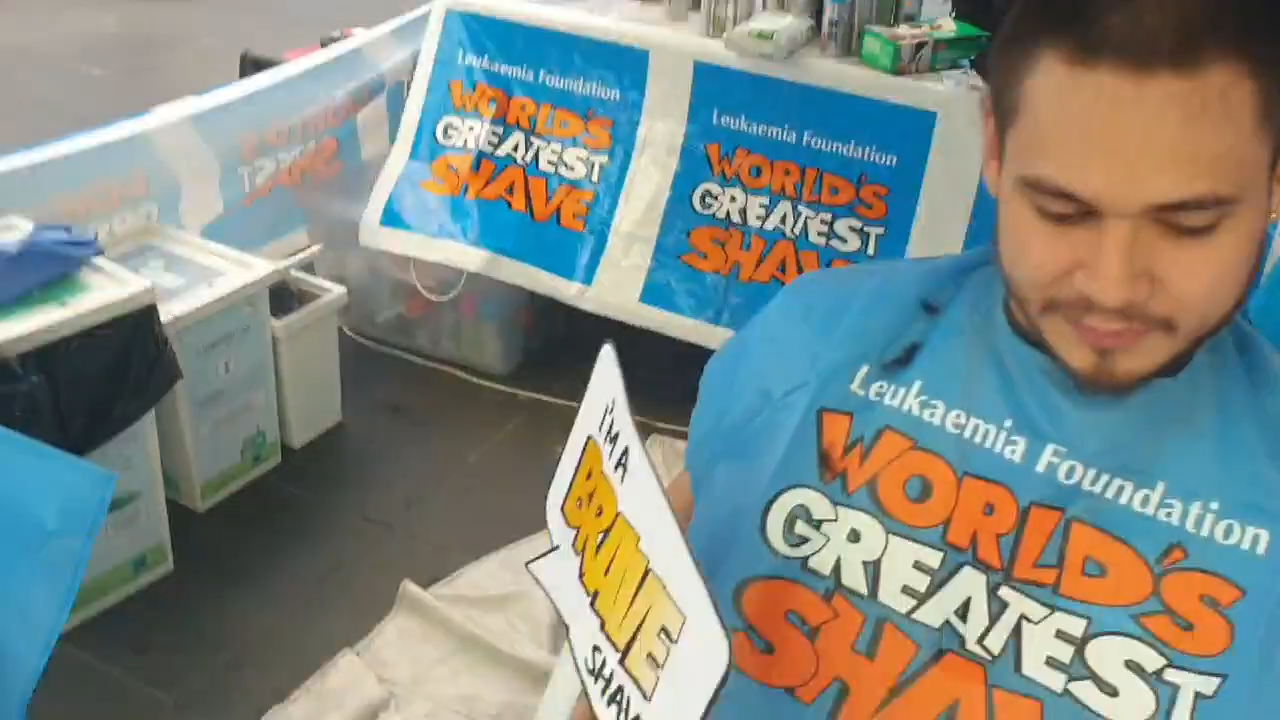 Leukaemia Foundation
WORLD'S
GREATEST
SHAVE
Leukaemia Foundation
WORLD'S
GREATEST
I'M A
BRAVE
Leukaemia Foundation
WORLD'S
GREATEST